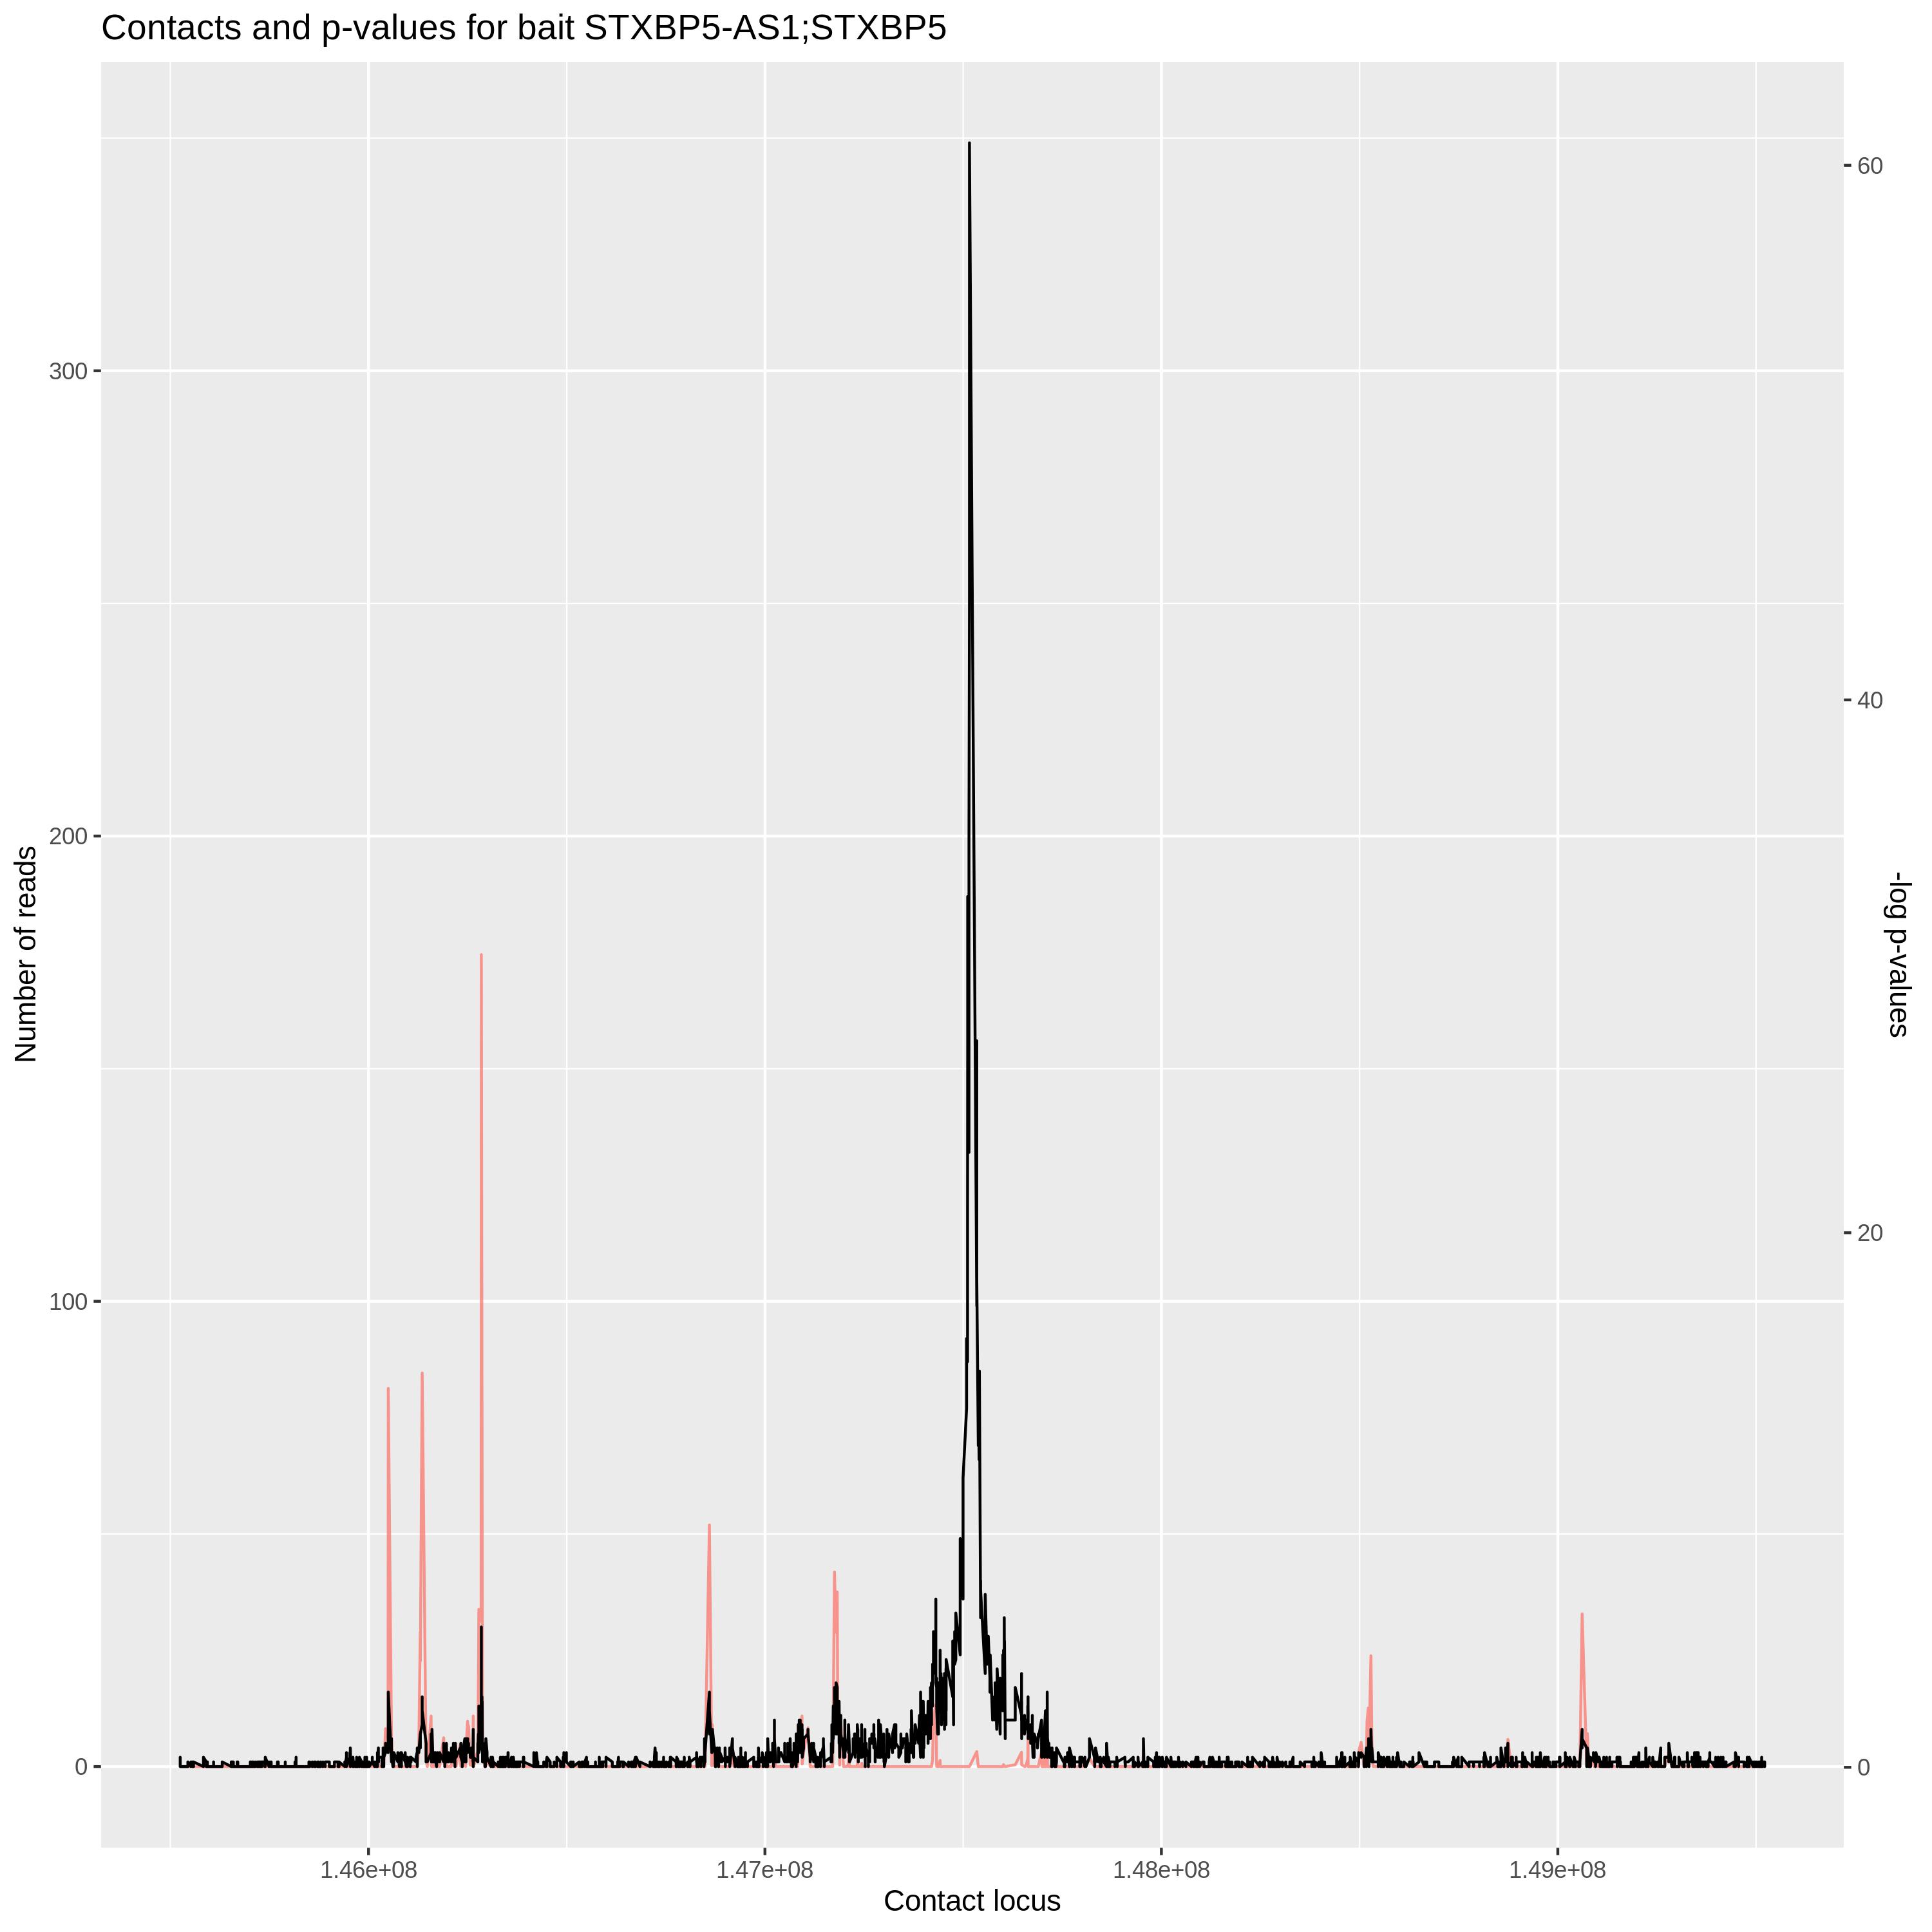 Contacts and p-values for bait STXBP5-AS1;STXBP5
300
200
100
0
Number of reads
60
40
20
0
-log p-values
1.46e+08 1.47e+08 1.48e+08 1.49e+08
Contact locus